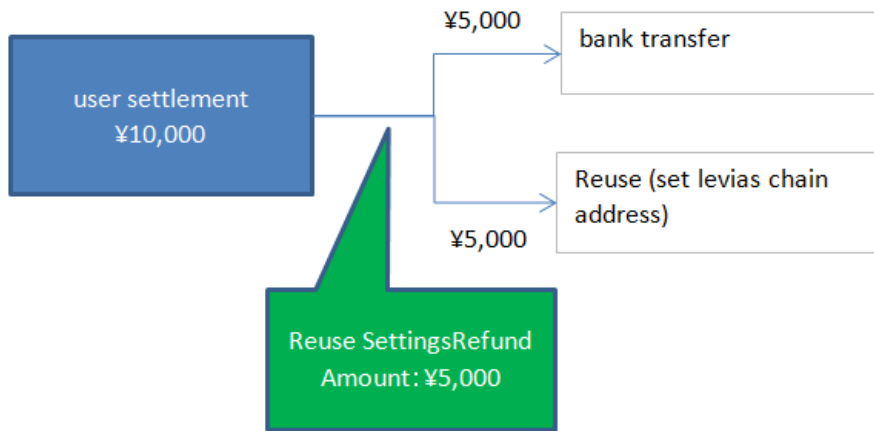 ¥5,000
bank transfer
user settlement
¥10,000
Reuse (set levias chain
address)
¥5,000
Reuse SettingsRefund
Amount：¥5,000